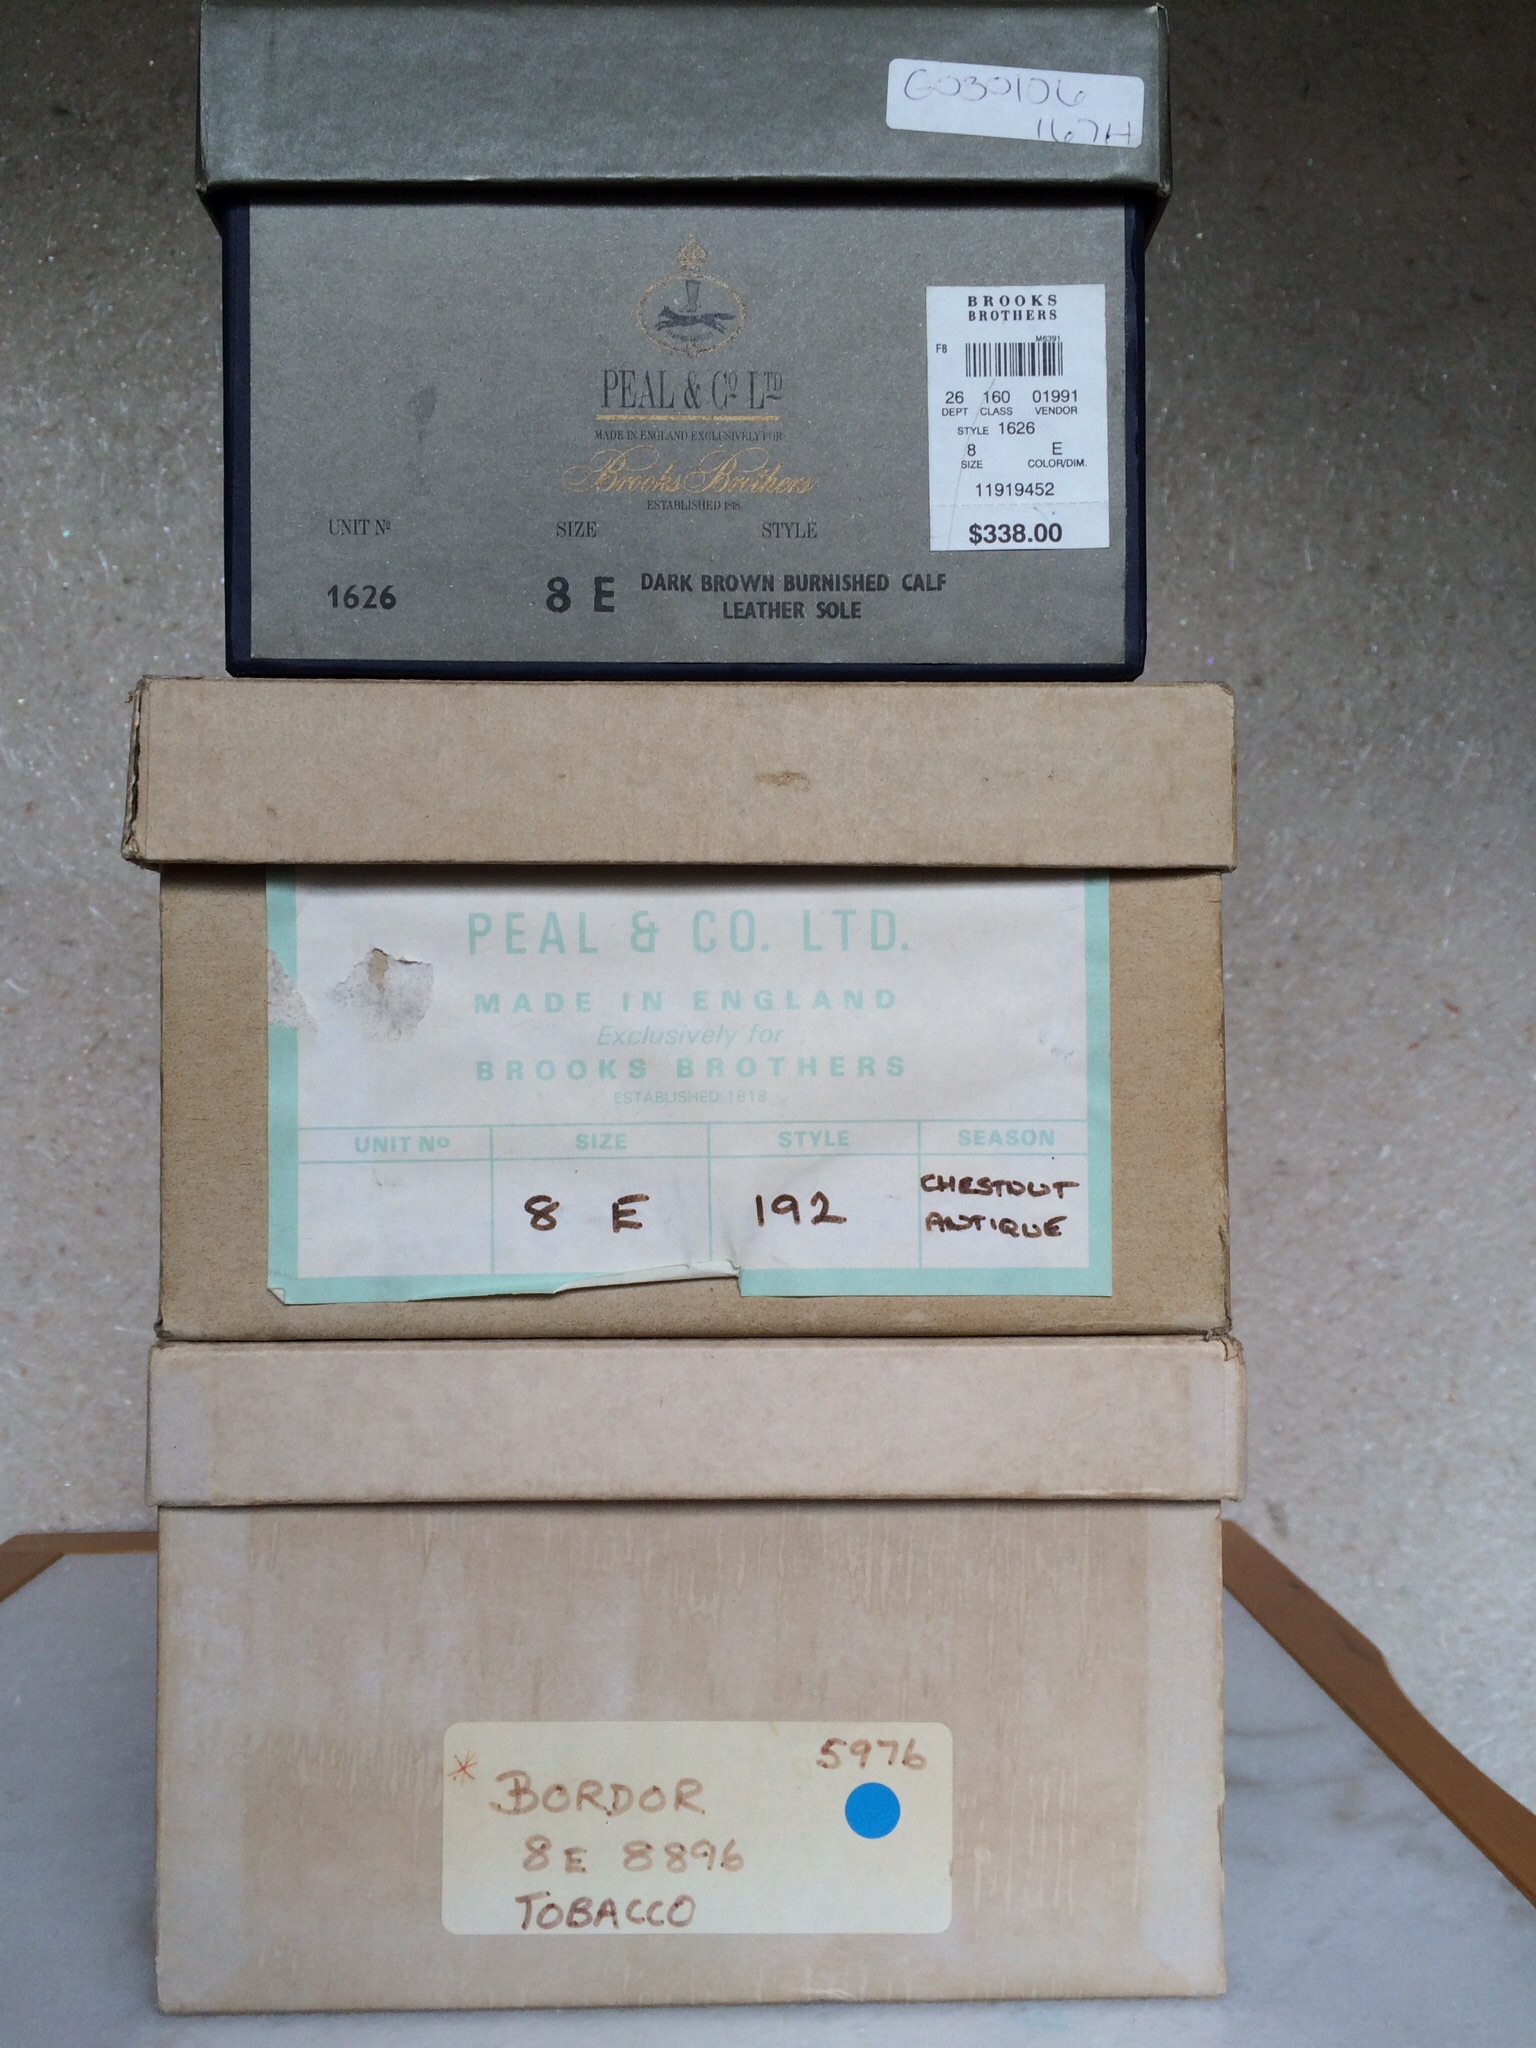 G030106
167H
BROOKS
BROTHERS
M6391
F8
26 160 01991
DEPT CLASS VENDOR
STYLE 1626
8 E
SIZE COLOR/DIM.
11919452
$338.00
PEAL & Cº LTD
MADE IN ENGLAND EXCLUSIVELY FOR
Brooks Brothers
ESTABLISHED 1818
UNIT Nº SIZE STYLE
1626 8 E DARK BROWN BURNISHED CALF
LEATHER SOLE
PEAL & CO. LTD.
MADE IN ENGLAND
Exclusively for
BROOKS BROTHERS
ESTABLISHED 1818
UNIT Nº SIZE STYLE SEASON
8 E 192 CHESTNUT
ANTIQUE
5976
* BORDOR
8E 8896
TOBACCO